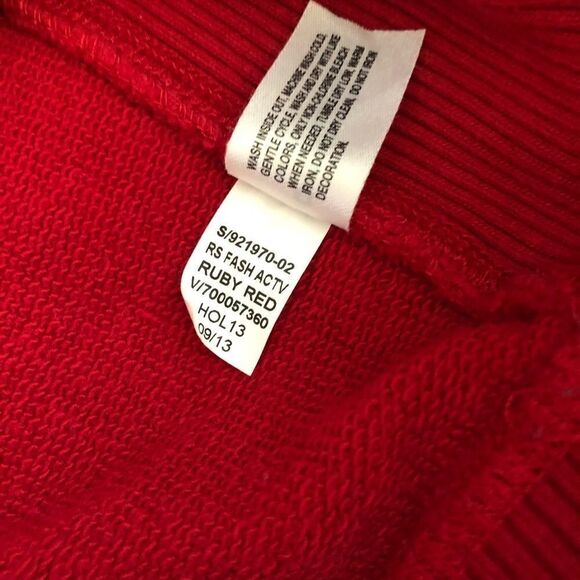 WASH INSIDE OUT, MACHINE WASH COLD,
GENTLE CYCLE WASH AND DRY WITH LIKE
COLORS, ONLY NON-CHLORINE BLEACH
WHEN NEEDED, TUMBLE DRY LOW, WARM
IRON, DO NOT DRY CLEAN, DO NOT IRON
DECORATION.
S/921970-02
RS FASH ACTV
RUBY RED
V/700057360
HOL13
09/13